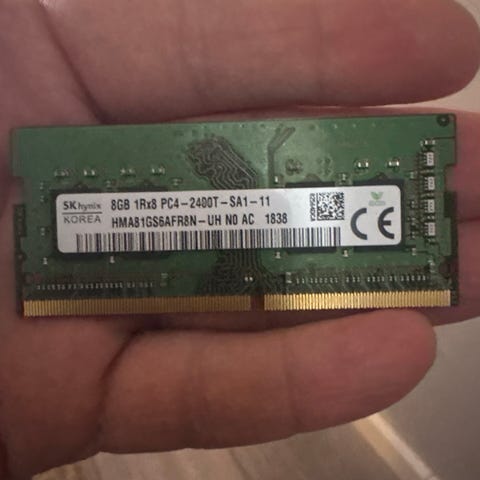 SK hynix 8GB 1Rx8 PC4-2400T-SA1-11
KOREA HMA81GS6AFR8N-UH N0 AC 1838
CE